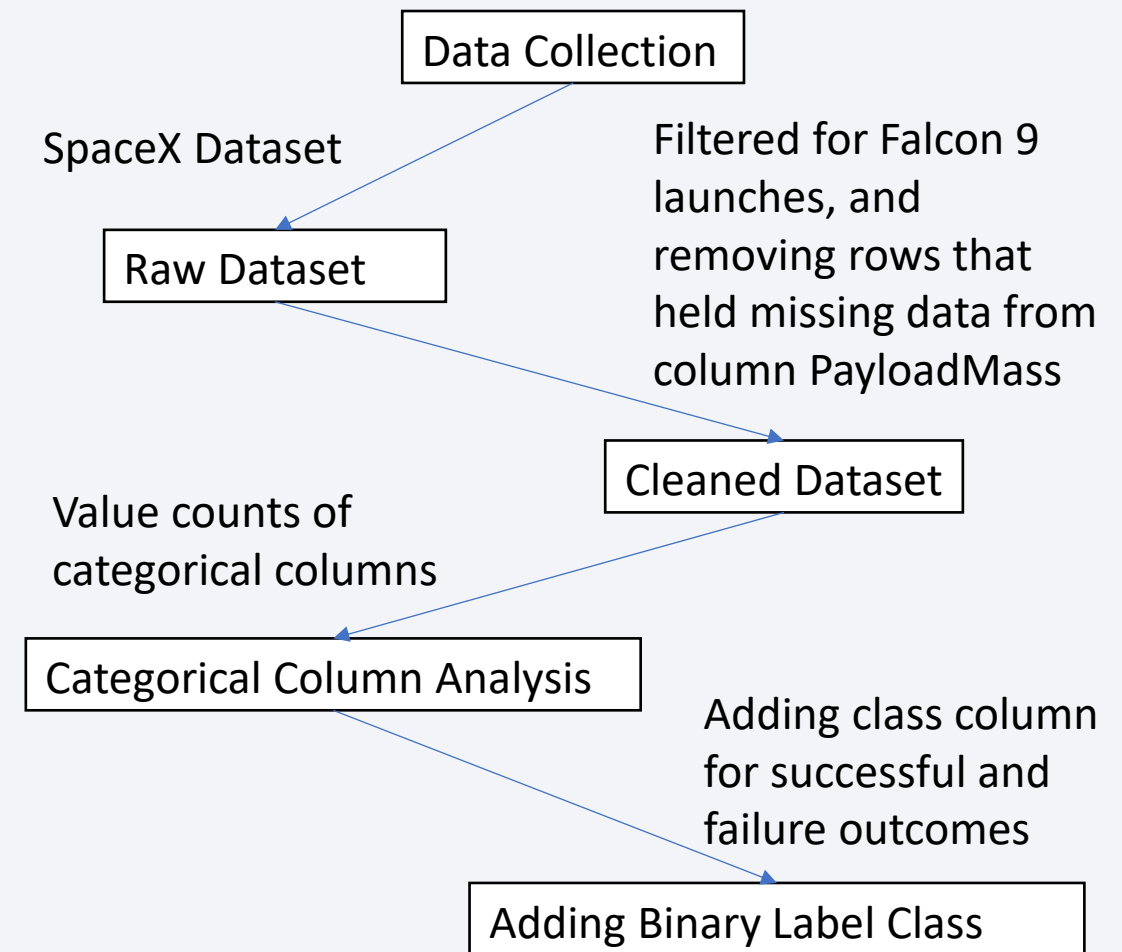 Data Collection
SpaceX Dataset
Filtered for Falcon 9
launches, and
removing rows that
held missing data from
column PayloadMass
Raw Dataset
Cleaned Dataset
Value counts of
categorical columns
Categorical Column Analysis
Adding class column
for successful and
failure outcomes
Adding Binary Label Class